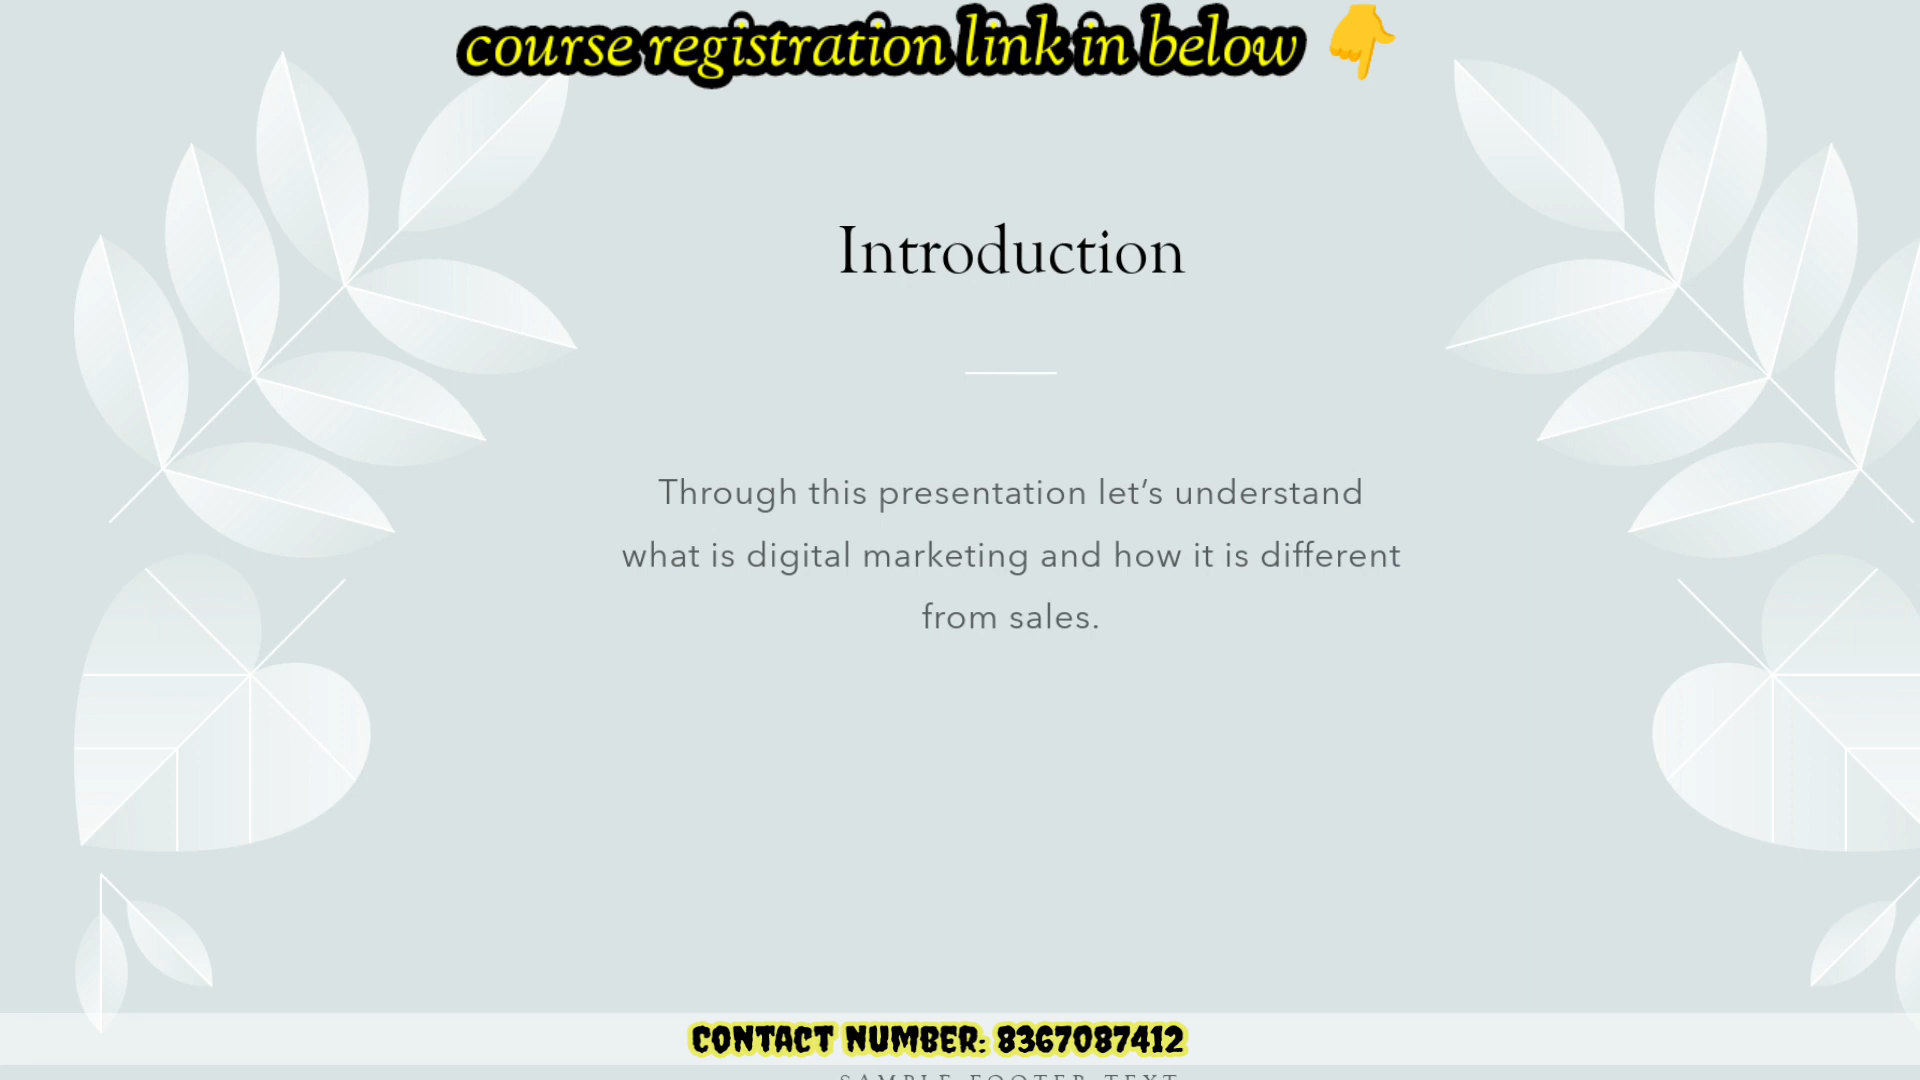 course registration link in below 👇
Introduction
Through this presentation let’s understand
what is digital marketing and how it is different
from sales.
CONTACT NUMBER: 8367087412
SAMPLE FOOTER TEXT